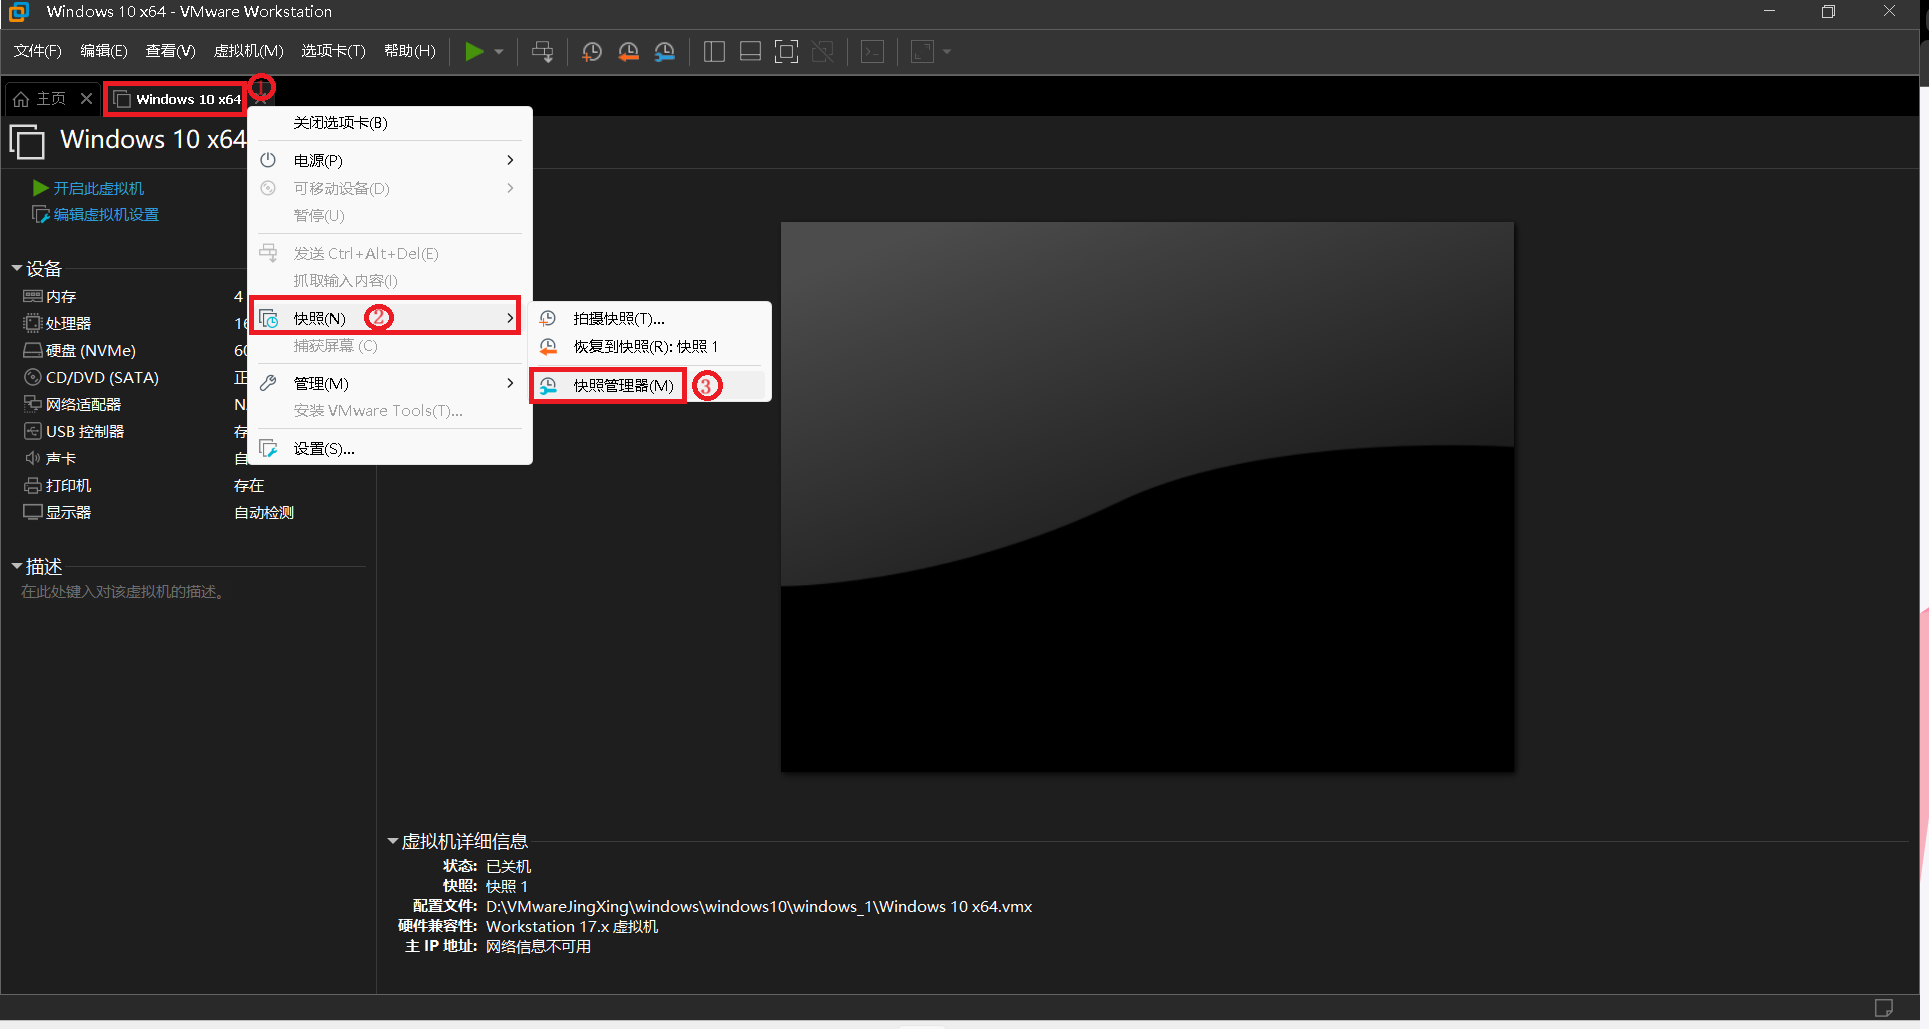 Windows 10 x64 - VMware Workstation
文件(F) 编辑(E) 查看(V) 虚拟机(M) 选项卡(T) 帮助(H)
主页 Windows 10 x64 ①
Windows 10 x64
开启此虚拟机
编辑虚拟机设置
设备
内存 4
处理器 16
硬盘 (NVMe) 60
CD/DVD (SATA) 正
网络适配器 N
USB 控制器 存
声卡 自
打印机 存在
显示器 自动检测
描述
在此处键入对该虚拟机的描述。
关闭选项卡(B)
电源(P)
可移动设备(D)
暂停(U)
发送 Ctrl+Alt+Del(E)
抓取输入内容(I)
快照(N) ②
捕获屏幕 (C)
管理(M)
安装 VMware Tools(T)...
设置(S)...
拍摄快照(T)...
恢复到快照(R): 快照 1
快照管理器(M) ③
虚拟机详细信息
状态: 已关机
快照: 快照 1
配置文件: D:\VMwareJingXing\windows\windows10\windows_1\Windows 10 x64.vmx
硬件兼容性: Workstation 17.x 虚拟机
主 IP 地址: 网络信息不可用